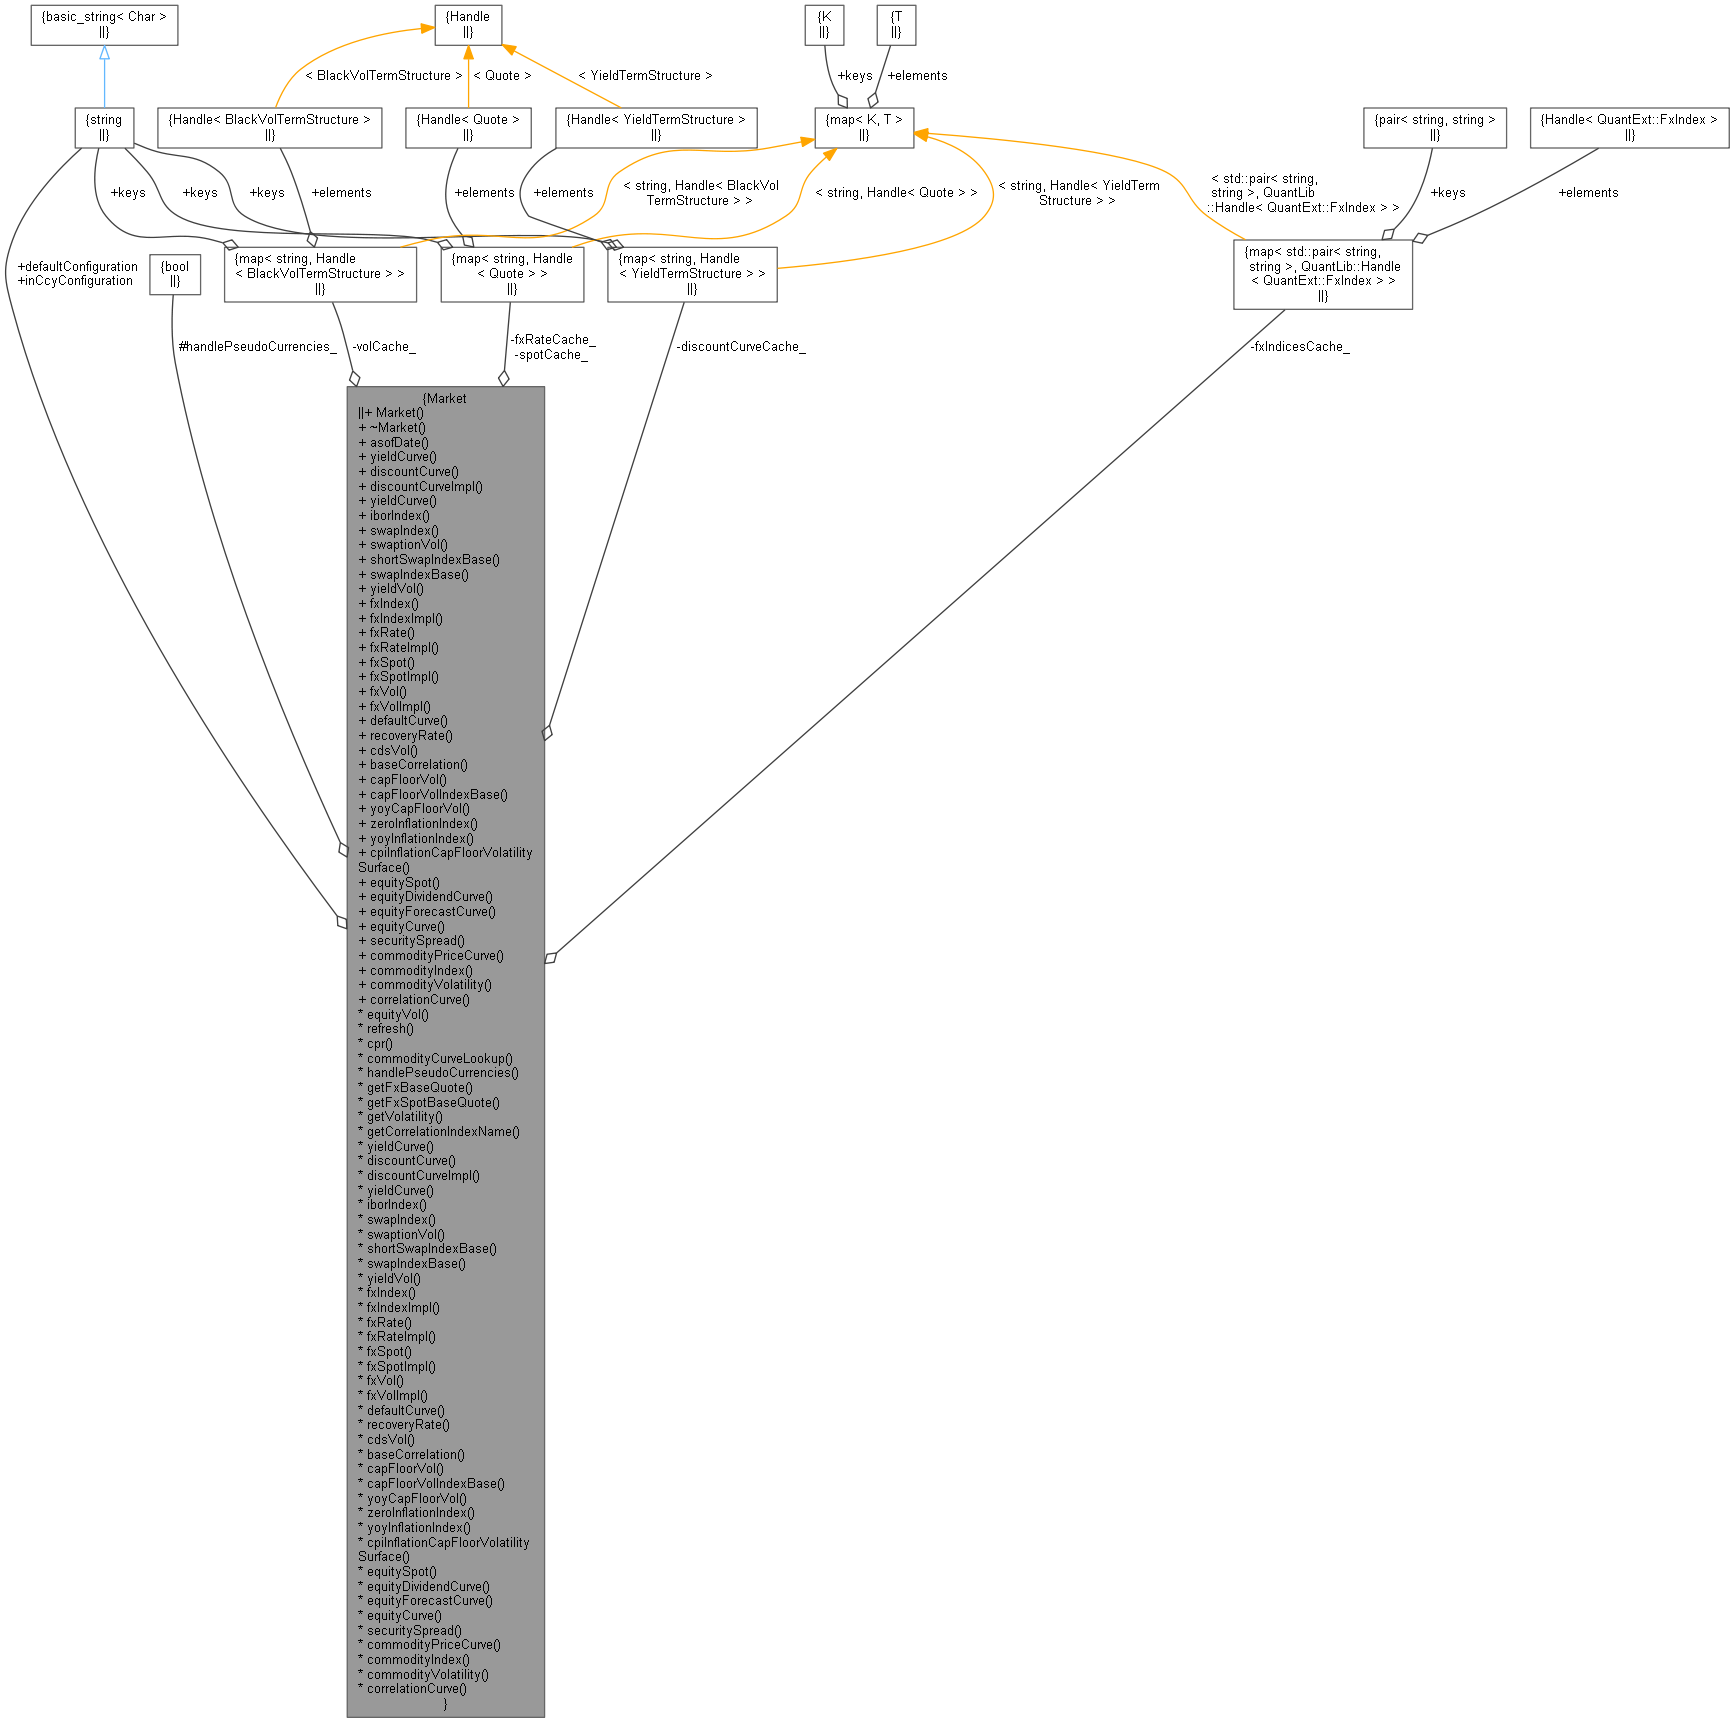 {basic_string< Char >
||}
{Handle
||}
{K
||}
{T
||}
< BlackVolTermStructure >
< Quote >
< YieldTermStructure >
+keys
+elements
{string
||}
{Handle< BlackVolTermStructure >
||}
{Handle< Quote >
||}
{Handle< YieldTermStructure >
||}
{map< K, T >
||}
{pair< string, string >
||}
{Handle< QuantExt::FxIndex >
||}
+keys
+elements
+keys
+elements
+keys
+elements
< string, Handle< BlackVol
TermStructure > >
< string, Handle< Quote > >
< string, Handle< YieldTerm
Structure > >
< std::pair< string,
string >, QuantLib
::Handle< QuantExt::FxIndex > >
+keys
+elements
+defaultConfiguration
+inCcyConfiguration
{bool
||}
{map< string, Handle
< BlackVolTermStructure > >
||}
{map< string, Handle
< Quote > >
||}
{map< string, Handle
< YieldTermStructure > >
||}
{map< std::pair< string,
string >, QuantLib::Handle
< QuantExt::FxIndex > >
||}
#handlePseudoCurrencies_
-volCache_
-fxRateCache_
-spotCache_
-discountCurveCache_
-fxIndicesCache_
{Market
||+ Market()
+ ~Market()
+ asofDate()
+ yieldCurve()
+ discountCurve()
+ discountCurveImpl()
+ yieldCurve()
+ iborIndex()
+ swapIndex()
+ swaptionVol()
+ shortSwapIndexBase()
+ swapIndexBase()
+ yieldVol()
+ fxIndex()
+ fxIndexImpl()
+ fxRate()
+ fxRateImpl()
+ fxSpot()
+ fxSpotImpl()
+ fxVol()
+ fxVolImpl()
+ defaultCurve()
+ recoveryRate()
+ cdsVol()
+ baseCorrelation()
+ capFloorVol()
+ capFloorVolIndexBase()
+ yoyCapFloorVol()
+ zeroInflationIndex()
+ yoyInflationIndex()
+ cpiInflationCapFloorVolatility
Surface()
+ equitySpot()
+ equityDividendCurve()
+ equityForecastCurve()
+ equityCurve()
+ securitySpread()
+ commodityPriceCurve()
+ commodityIndex()
+ commodityVolatility()
+ correlationCurve()
* equityVol()
* refresh()
* cpr()
* commodityCurveLookup()
* handlePseudoCurrencies()
* getFxBaseQuote()
* getFxSpotBaseQuote()
* getVolatility()
* getCorrelationIndexName()
* yieldCurve()
* discountCurve()
* discountCurveImpl()
* yieldCurve()
* iborIndex()
* swapIndex()
* swaptionVol()
* shortSwapIndexBase()
* swapIndexBase()
* yieldVol()
* fxIndex()
* fxIndexImpl()
* fxRate()
* fxRateImpl()
* fxSpot()
* fxSpotImpl()
* fxVol()
* fxVolImpl()
* defaultCurve()
* recoveryRate()
* cdsVol()
* baseCorrelation()
* capFloorVol()
* capFloorVolIndexBase()
* yoyCapFloorVol()
* zeroInflationIndex()
* yoyInflationIndex()
* cpiInflationCapFloorVolatility
Surface()
* equitySpot()
* equityDividendCurve()
* equityForecastCurve()
* equityCurve()
* securitySpread()
* commodityPriceCurve()
* commodityIndex()
* commodityVolatility()
* correlationCurve()
}